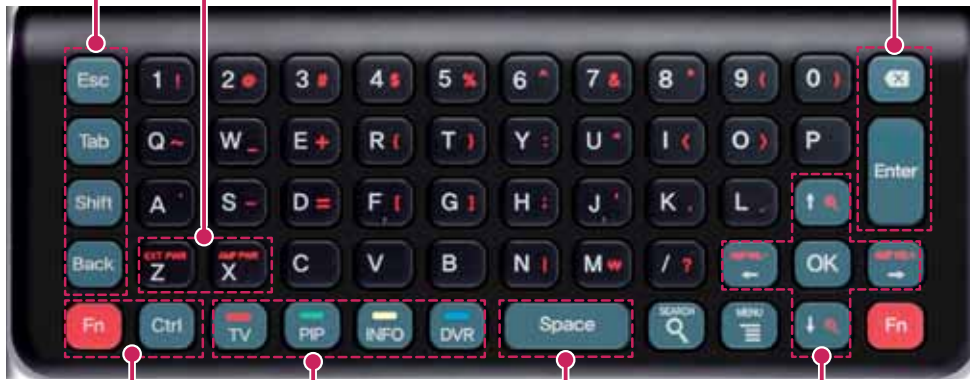 Esc 1 ! 2 @ 3 # 4 $ 5 % 6 ^ 7 & 8 * 9 ( 0 )
Tab Q ~ W _ E + R { T } Y : U " I < O > P Enter
Shift A S - D = F [ G ] H ; J ' K , L .
Back EXT PWR Z AMP PWR X C V B N | M ₩ / ? ← OK →
Fn Ctrl TV PIP INFO DVR Space SEARCH MENU ↓ Fn